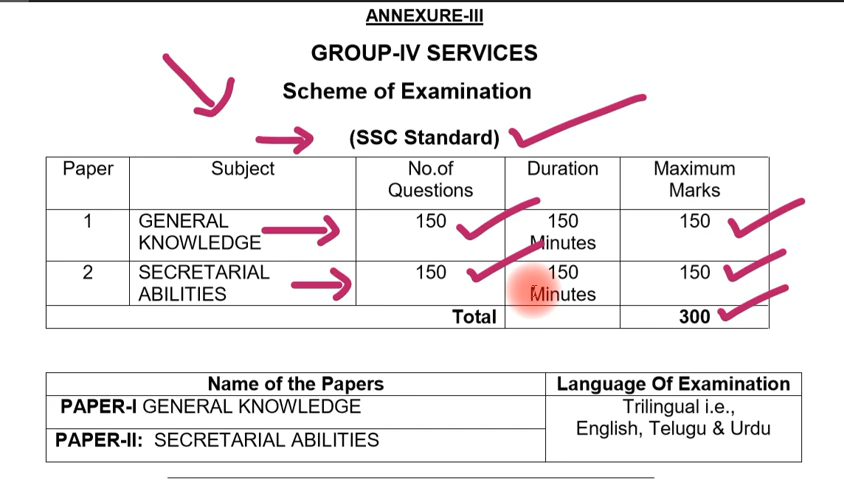 ANNEXURE-III
GROUP-IV SERVICES
Scheme of Examination
(SSC Standard)
Paper Subject No.of Questions Duration Maximum Marks
1 GENERAL KNOWLEDGE 150 150 Minutes 150
2 SECRETARIAL ABILITIES 150 150 Minutes 150
Total 300
Name of the Papers Language Of Examination
PAPER-I GENERAL KNOWLEDGE Trilingual i.e.,
English, Telugu & Urdu
PAPER-II: SECRETARIAL ABILITIES